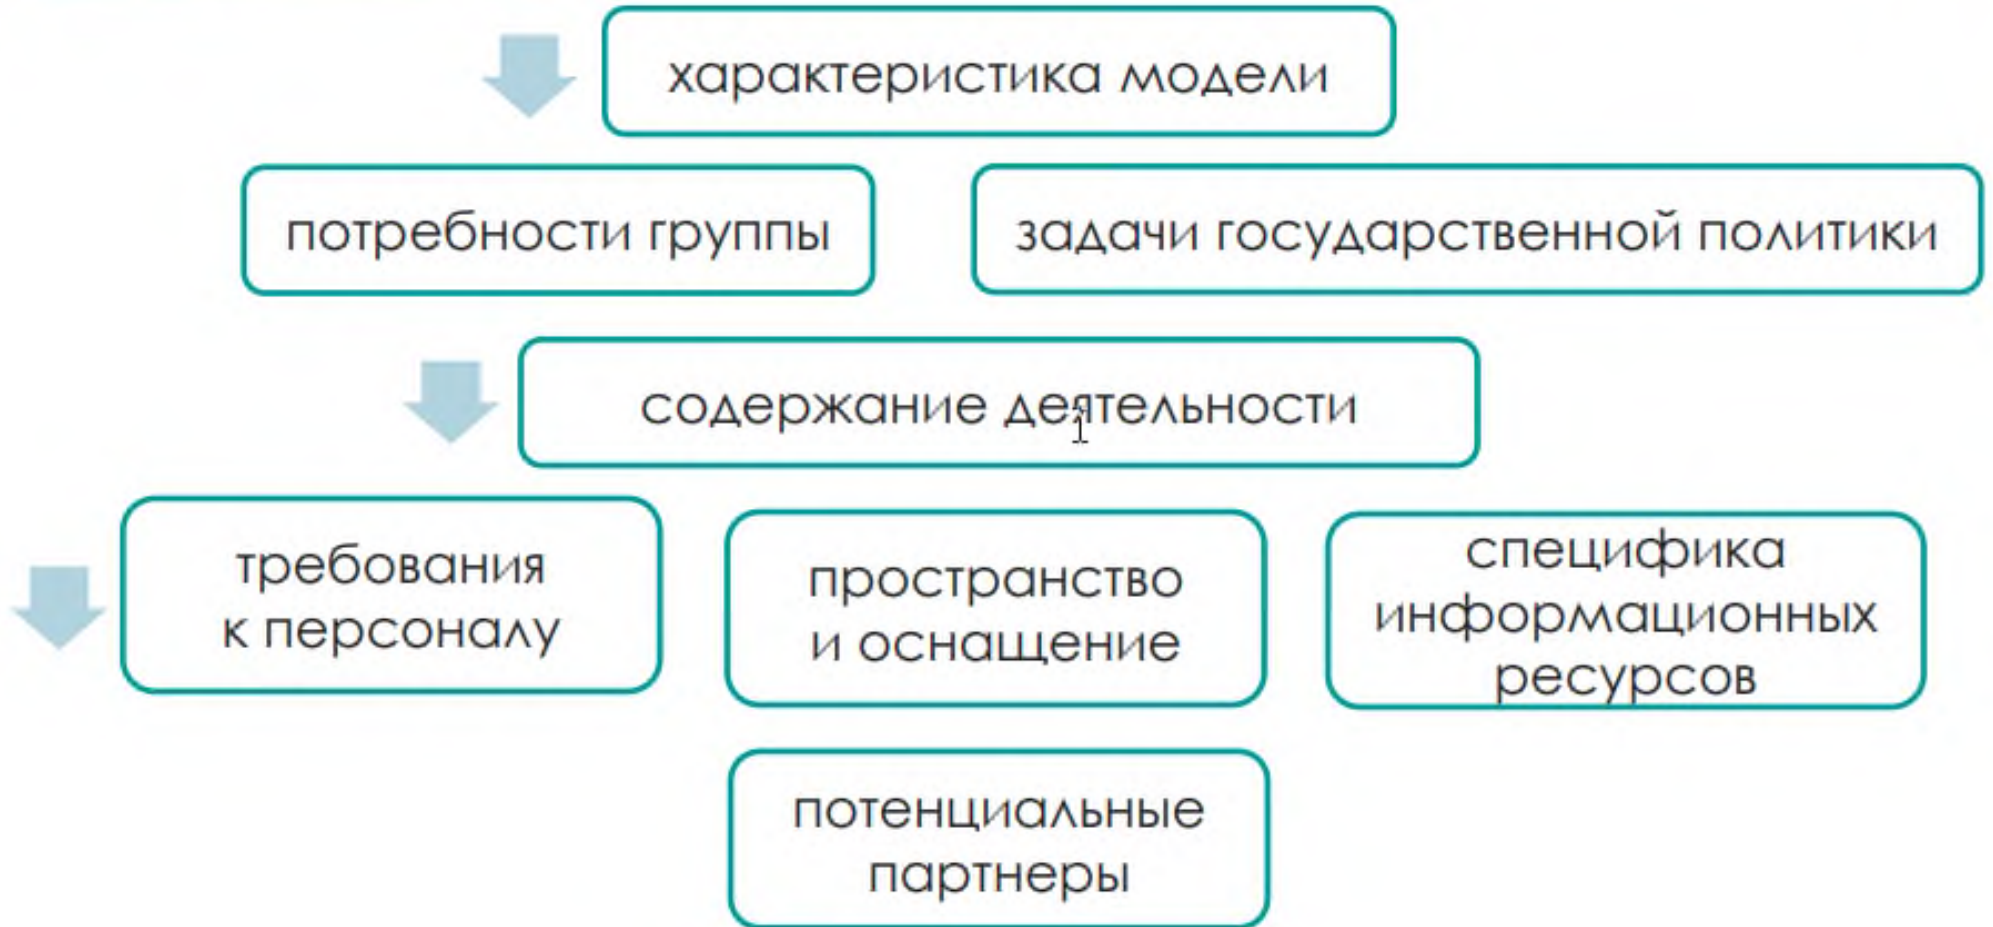 характеристика модели
потребности группы
задачи государственной политики
содержание деятельности
требования
к персоналу
пространство
и оснащение
специфика
информационных
ресурсов
потенциальные
партнеры